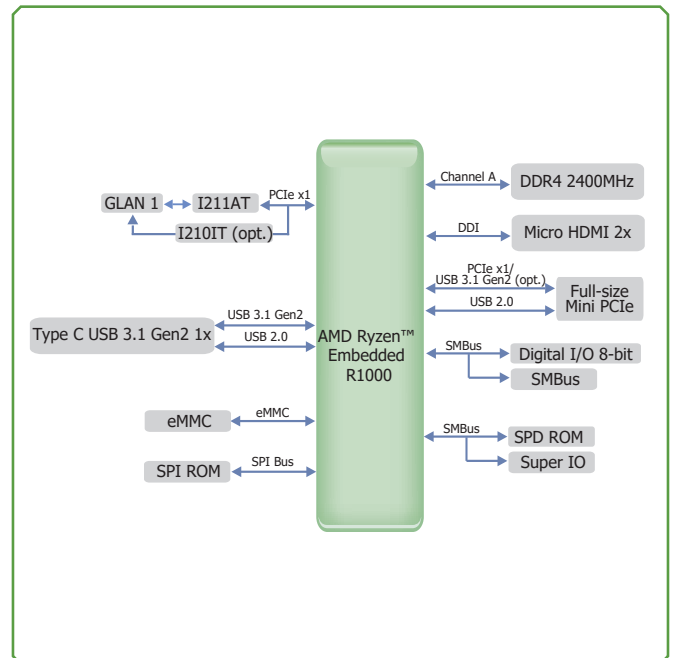 GLAN 1
I211AT
PCIe x1
I210IT (opt.)
Type C USB 3.1 Gen2 1x
USB 3.1 Gen2
USB 2.0
eMMC
eMMC
SPI ROM
SPI Bus
AMD Ryzen™
Embedded
R1000
Channel A
DDR4 2400MHz
DDI
Micro HDMI 2x
PCIe x1/
USB 3.1 Gen2 (opt.)
USB 2.0
Full-size
Mini PCIe
SMBus
Digital I/O 8-bit
SMBus
SMBus
SPD ROM
Super IO